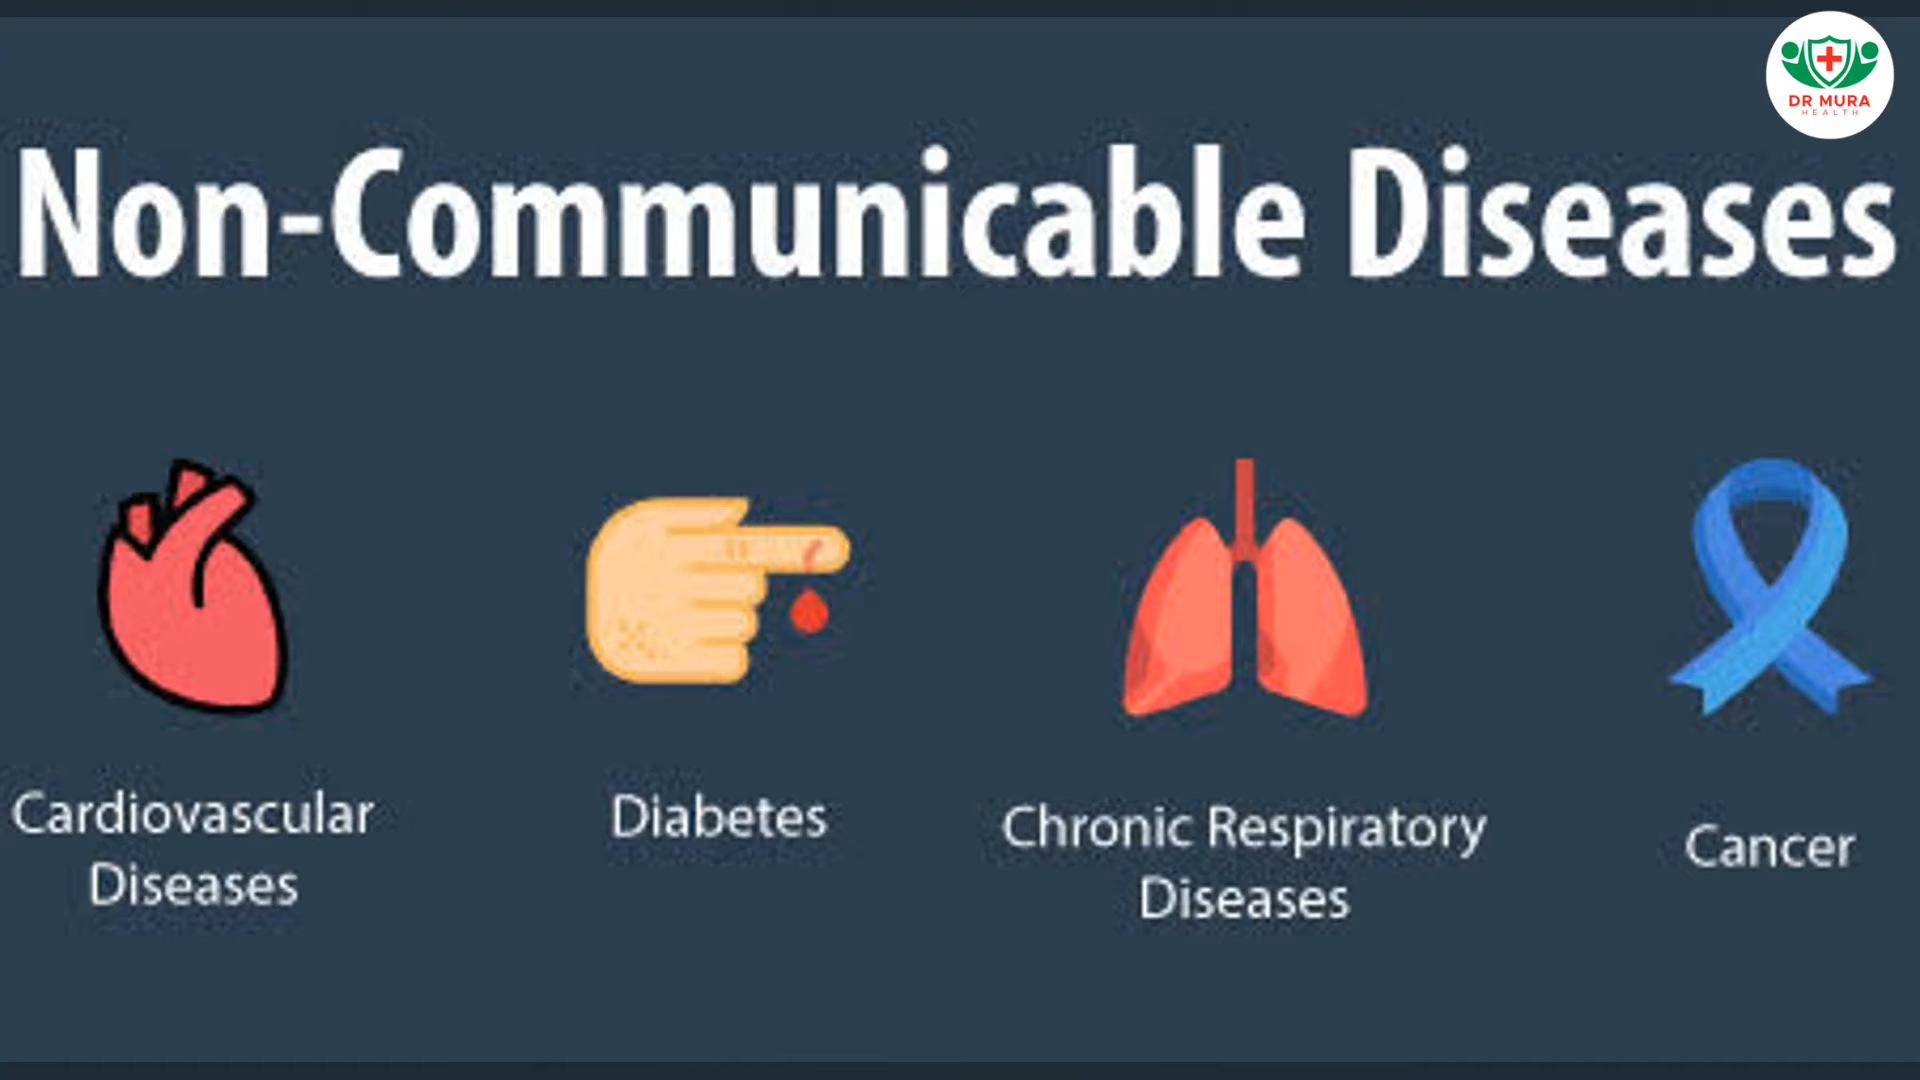 DR MURA
HEALTH
Non-Communicable Diseases
Cardiovascular
Diseases
Diabetes
Chronic Respiratory
Diseases
Cancer